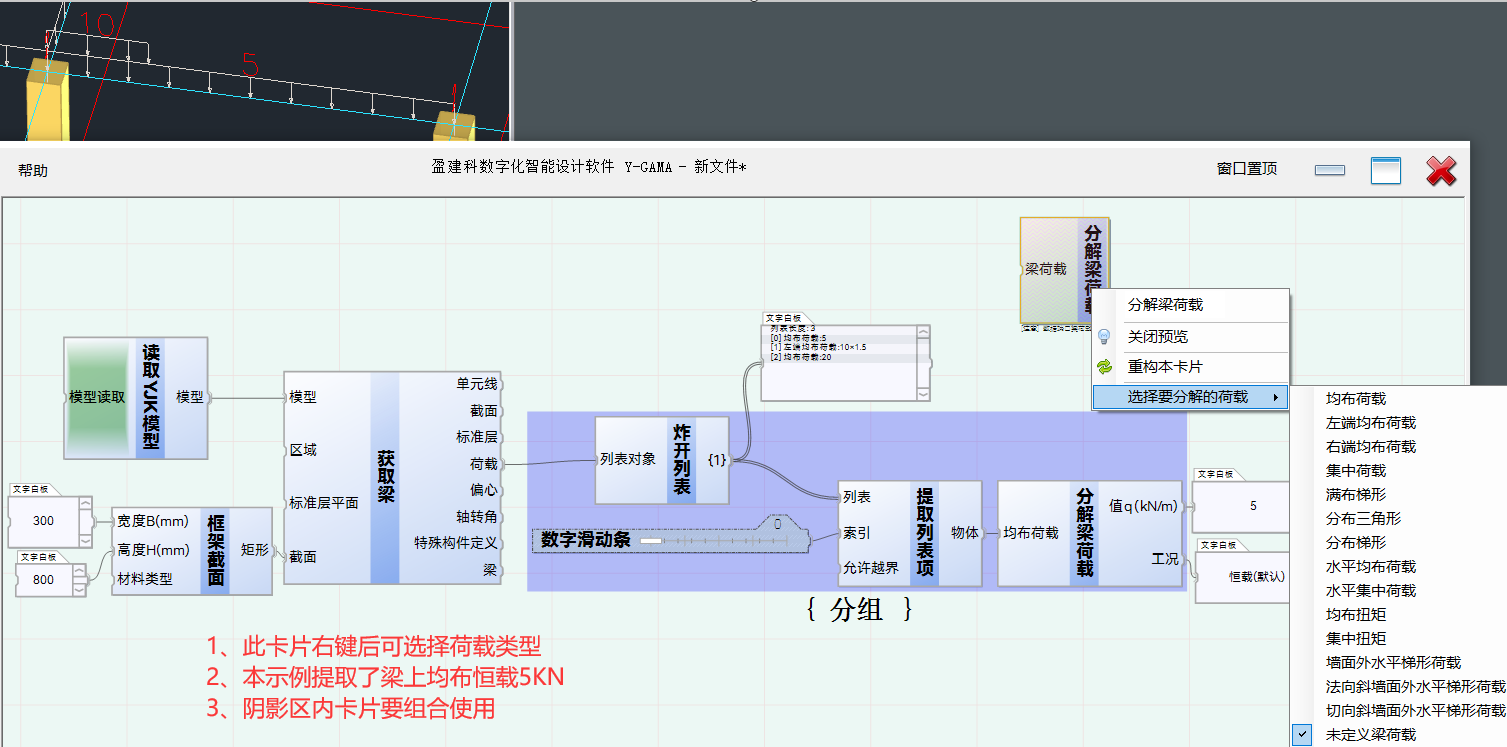 10
5
1
帮助
盈建科数字化智能设计软件 Y-GAMA - 新文件*
窗口置顶
模型读取
读取YJK模型
模型
文字白板
300
文字白板
800
宽度B(mm)
高度H(mm)
材料类型
框架截面
矩形
模型
区域
标准层平面
截面
获取梁
单元线
截面
标准层
荷载
偏心
轴转角
特殊构件定义
梁
文字白板
列表长度: 3
[0]均布荷载:5
[1]左端均布荷载:10×1.5
[2]均布荷载:20
列表对象
炸开列表
{1}
数字滑动条
0
列表
索引
允许越界
提取列表项
物体
均布荷载
分解梁荷载
值q(kN/m)
工况
文字白板
5
文字白板
恒载(默认)
{ 分组 }
梁荷载
分解梁荷载
分解梁荷载
关闭预览
重构本卡片
选择要分解的荷载
均布荷载
左端均布荷载
右端均布荷载
集中荷载
满布梯形
分布三角形
分布梯形
水平均布荷载
水平集中荷载
均布扭矩
集中扭矩
墙面外水平梯形荷载
法向斜墙面外水平梯形荷载
切向斜墙面外水平梯形荷载
未定义梁荷载
1、此卡片右键后可选择荷载类型
2、本示例提取了梁上均布恒载5KN
3、阴影区内卡片要组合使用